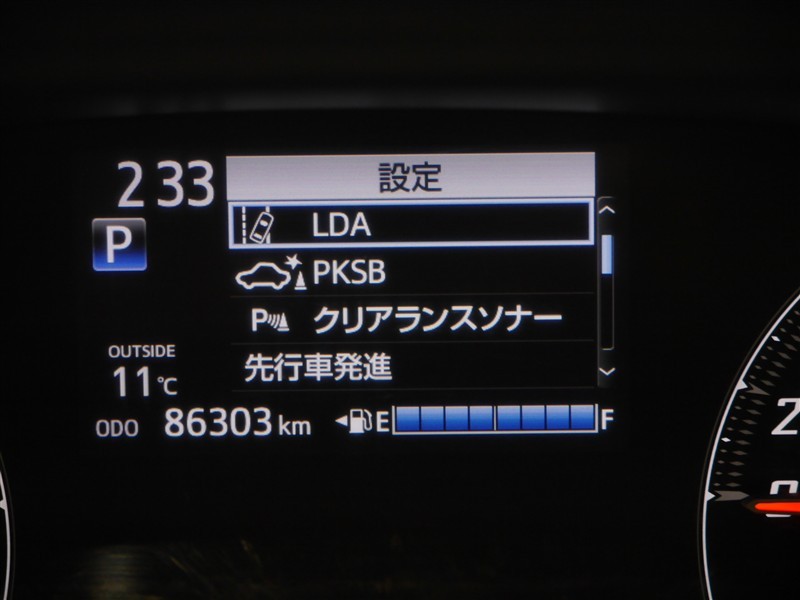 2 33
設定
LDA
P
PKSB
P クリアランスソナー
先行車発進
OUTSIDE
11℃
ODO 86303 km
E F
2